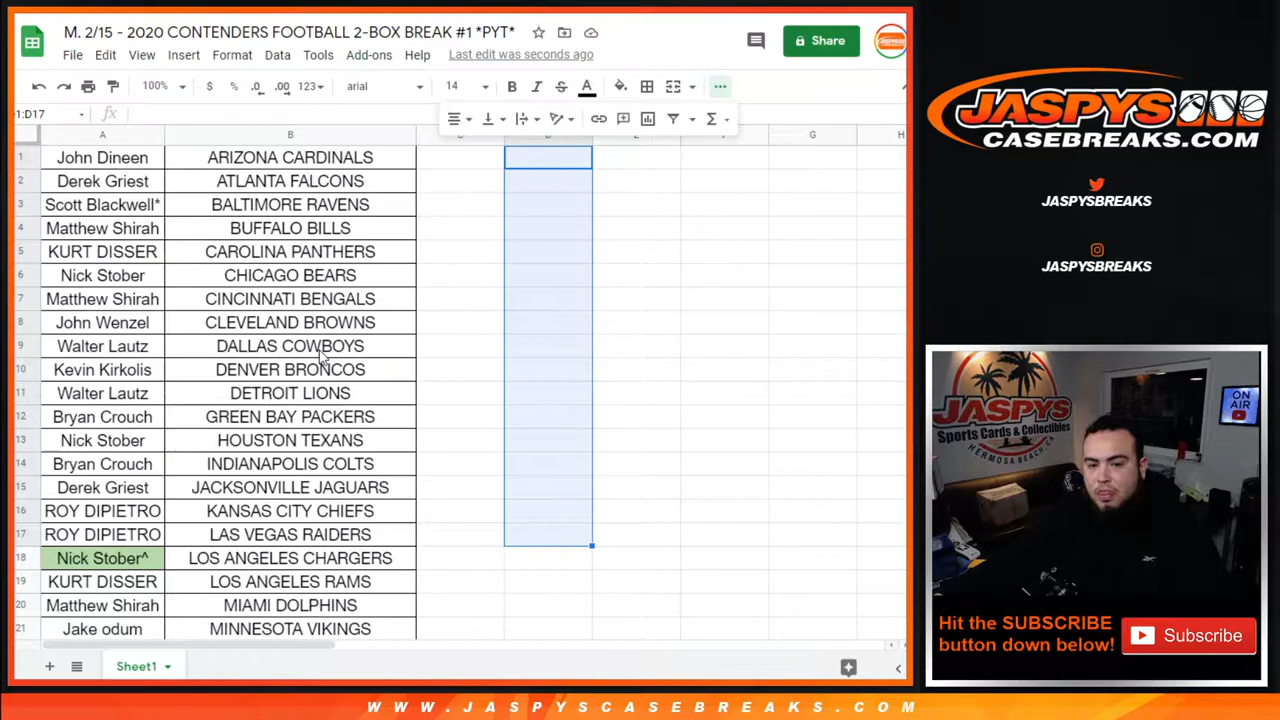 M. 2/15 - 2020 CONTENDERS FOOTBALL 2-BOX BREAK #1 *PYT*
File Edit View Insert Format Data Tools Add-ons Help Last edit was seconds ago
Share
100% $ % .0 .00 123 arial 14 B I S A
1:D17 fx
A B G H
1 John Dineen ARIZONA CARDINALS
2 Derek Griest ATLANTA FALCONS
3 Scott Blackwell* BALTIMORE RAVENS
4 Matthew Shirah BUFFALO BILLS
5 KURT DISSER CAROLINA PANTHERS
6 Nick Stober CHICAGO BEARS
7 Matthew Shirah CINCINNATI BENGALS
8 John Wenzel CLEVELAND BROWNS
9 Walter Lautz DALLAS COWBOYS
10 Kevin Kirkolis DENVER BRONCOS
11 Walter Lautz DETROIT LIONS
12 Bryan Crouch GREEN BAY PACKERS
13 Nick Stober HOUSTON TEXANS
14 Bryan Crouch INDIANAPOLIS COLTS
15 Derek Griest JACKSONVILLE JAGUARS
16 ROY DIPIETRO KANSAS CITY CHIEFS
17 ROY DIPIETRO LAS VEGAS RAIDERS
18 Nick Stober^ LOS ANGELES CHARGERS
19 KURT DISSER LOS ANGELES RAMS
20 Matthew Shirah MIAMI DOLPHINS
21 Jake odum MINNESOTA VIKINGS
Sheet1
JASPYS
CASEBREAKS.COM
JASPYSBREAKS
JASPYSBREAKS
JASPYS
Sports Cards & Collectibles
HERMOSA BEACH, CA
ON
AIR
Hit the SUBSCRIBE
button down below!
Subscribe
WWW.JASPYSCASEBREAKS.COM